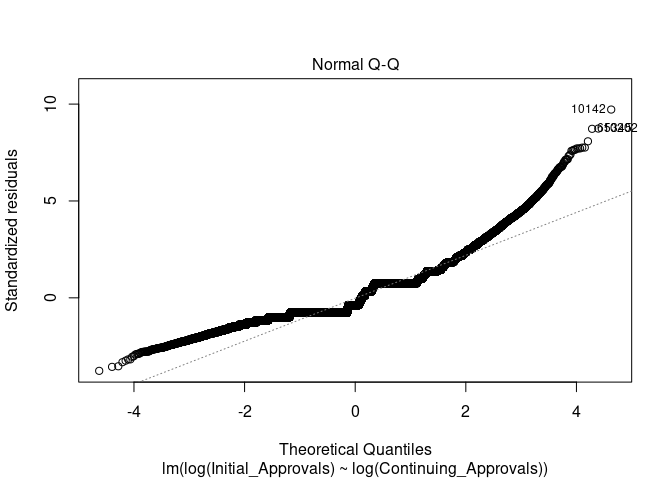 Normal Q-Q
Standardized residuals
10
5
0
10142
-4
-2
0
2
4
Theoretical Quantiles
lm(log(Initial_Approvals) ~ log(Continuing_Approvals))